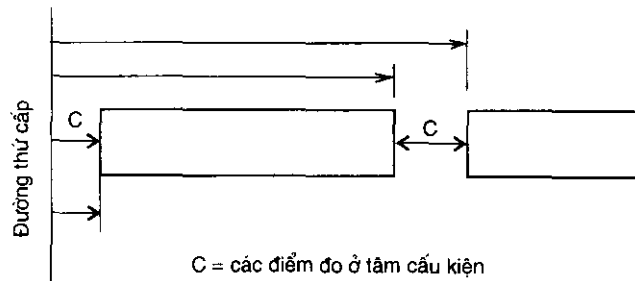 C
C
Đường thứ cấp
C = các điểm đo ở tâm cấu kiện